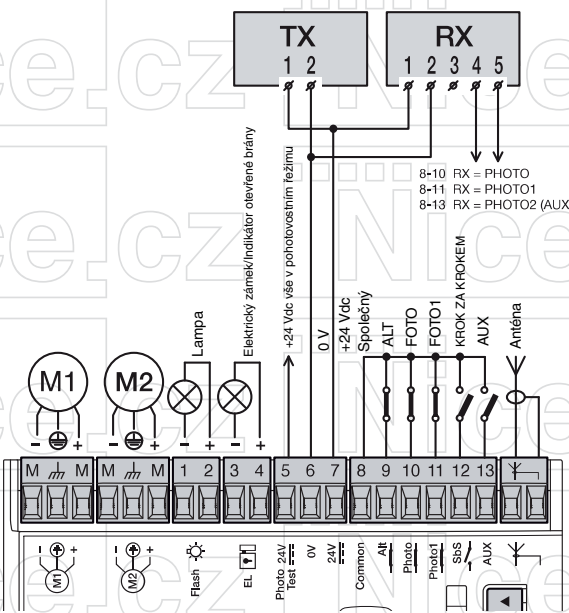 TX
1 2
RX
1 2 3 4 5
8-10 RX = PHOTO
8-11 RX = PHOTO1
8-13 RX = PHOTO2 (AUX
Lampa
Elektrický zámek/Indikátor otevřené brány
+24 Vdc vše v pohotovostním řežimu
0 V
+24 Vdc
Společný
ALT
FOTO
FOTO1
KROK ZA KROKEM
AUX
Anténa
M1
M2
- +
- +
- +
- +
M M M M 1 2 3 4 5 6 7 8 9 10 11 12 13
- +
M1
- +
M2
Flash
EL
Photo 24V
Test
0V
24V
Common
Alt
Photo
Photo1
SbS
AUX
Nice.cz